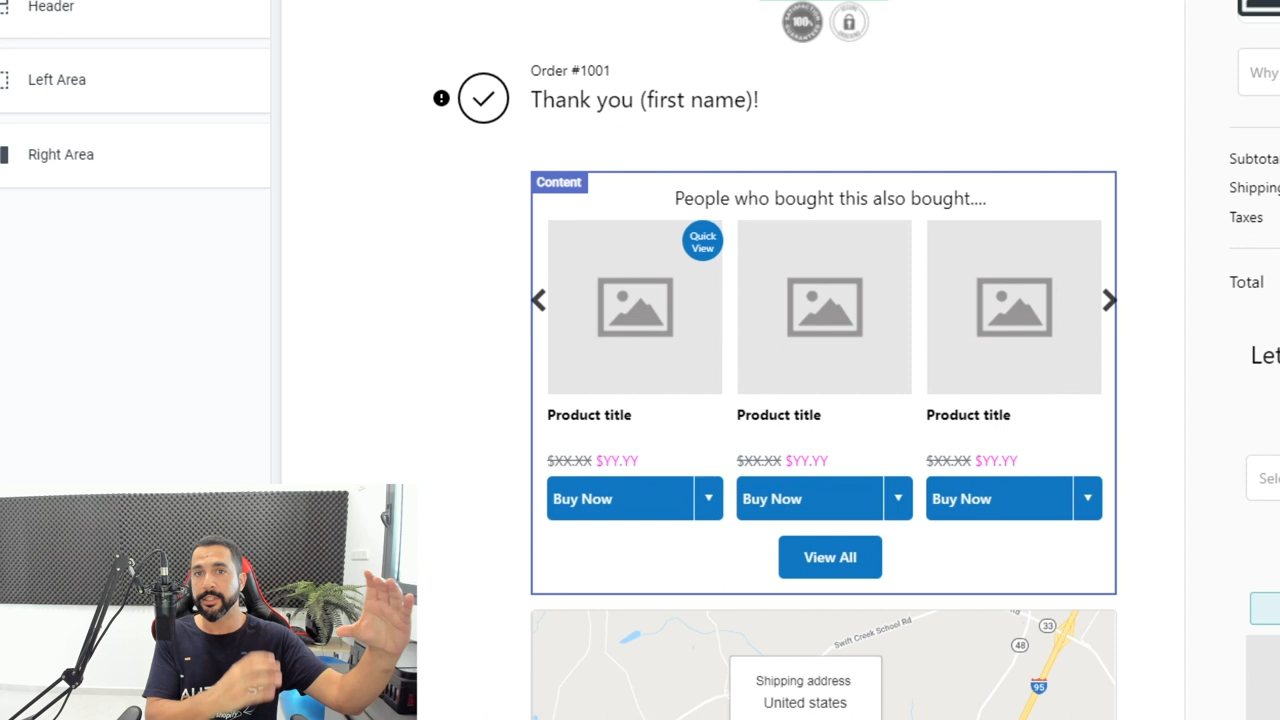 Header
Left Area
Right Area
100%
Order #1001
Thank you (first name)!
Content
People who bought this also bought....
Quick
View
Product title
Product title
Product title
$XX.XX $YY.YY
$XX.XX $YY.YY
$XX.XX $YY.YY
Buy Now
Buy Now
Buy Now
View All
Swift Creek School Rd
33
48
95
Shipping address
United states
Why
Subtota
Shipping
Taxes
Total
Let
Sele